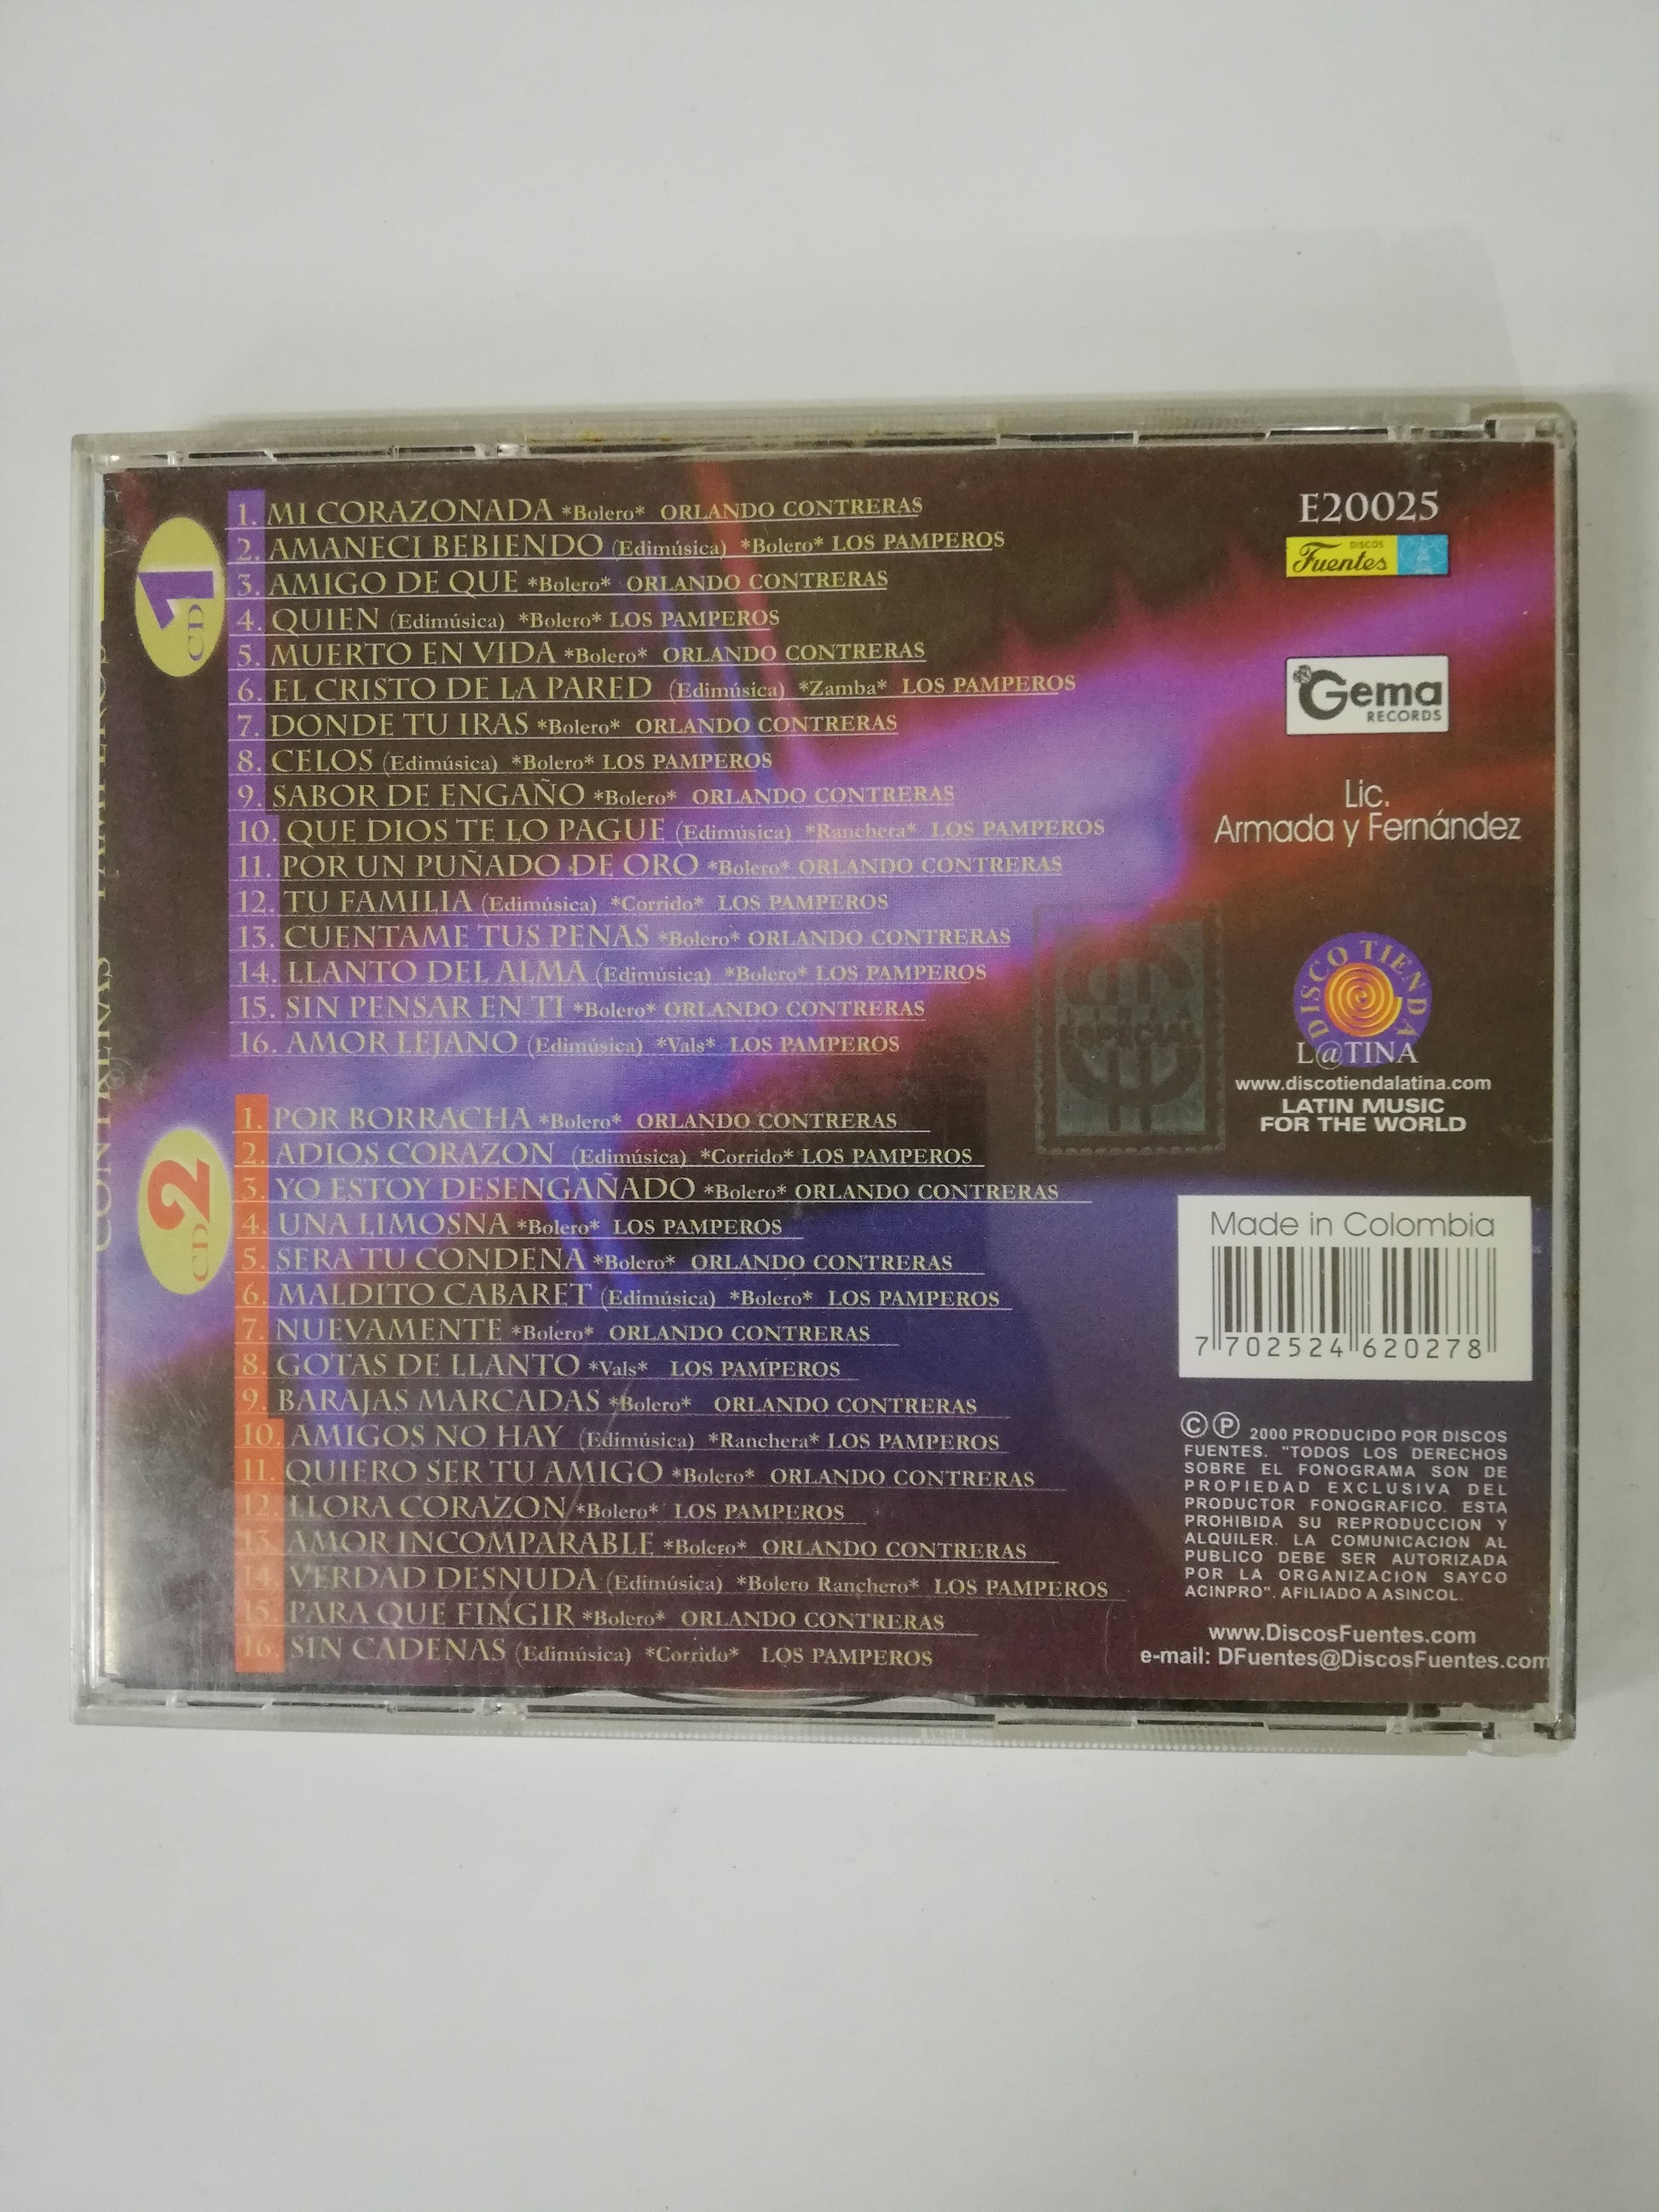 CONTRERAS
CD 1
1. MI CORAZONADA *Bolero* ORLANDO CONTRERAS
2. AMANECI BEBIENDO (Edimúsica) *Bolero* LOS PAMPEROS
3. AMIGO DE QUE *Bolero* ORLANDO CONTRERAS
4. QUIEN (Edimúsica) *Bolero* LOS PAMPEROS
5. MUERTO EN VIDA *Bolero* ORLANDO CONTRERAS
6. EL CRISTO DE LA PARED (Edimúsica) *Zamba* LOS PAMPEROS
7. DONDE TU IRAS *Bolero* ORLANDO CONTRERAS
8. CELOS (Edimúsica) *Bolero* LOS PAMPEROS
9. SABOR DE ENGAÑO *Bolero* ORLANDO CONTRERAS
10. QUE DIOS TE LO PAGUE (Edimúsica) *Ranchera* LOS PAMPEROS
11. POR UN PUÑADO DE ORO *Bolero* ORLANDO CONTRERAS
12. TU FAMILIA (Edimúsica) *Corrido* LOS PAMPEROS
13. CUENTAME TUS PENAS *Bolero* ORLANDO CONTRERAS
14. LLANTO DEL ALMA (Edimúsica) *Bolero* LOS PAMPEROS
15. SIN PENSAR EN TI *Bolero* ORLANDO CONTRERAS
16. AMOR LEJANO (Edimúsica) *Vals* LOS PAMPEROS
CD 2
1. POR BORRACHA *Bolero* ORLANDO CONTRERAS
2. ADIOS CORAZON (Edimúsica) *Corrido* LOS PAMPEROS
3. YO ESTOY DESENGAÑADO *Bolero* ORLANDO CONTRERAS
4. UNA LIMOSNA *Bolero* LOS PAMPEROS
5. SERA TU CONDENA *Bolero* ORLANDO CONTRERAS
6. MALDITO CABARET (Edimúsica) *Bolero* LOS PAMPEROS
7. NUEVAMENTE *Bolero* ORLANDO CONTRERAS
8. GOTAS DE LLANTO *Vals* LOS PAMPEROS
9. BARAJAS MARCADAS *Bolero* ORLANDO CONTRERAS
10. AMIGOS NO HAY (Edimúsica) *Ranchera* LOS PAMPEROS
11. QUIERO SER TU AMIGO *Bolero* ORLANDO CONTRERAS
12. LLORA CORAZON *Bolero* LOS PAMPEROS
13. AMOR INCOMPARABLE *Bolero* ORLANDO CONTRERAS
14. VERDAD DESNUDA (Edimúsica) *Bolero Ranchero* LOS PAMPEROS
15. PARA QUE FINGIR *Bolero* ORLANDO CONTRERAS
16. SIN CADENAS (Edimúsica) *Corrido* LOS PAMPEROS
E20025
DISCOS
Fuentes
Gema
RECORDS
Lic.
Armada y Fernández
LINEA
ESPECIAL
DISCO TIENDA
L@TINA
www.discotiendalatina.com
LATIN MUSIC
FOR THE WORLD
Made in Colombia
7 702524 620278
© ℗ 2000 PRODUCIDO POR DISCOS
FUENTES. "TODOS LOS DERECHOS
SOBRE EL FONOGRAMA SON DE
PROPIEDAD EXCLUSIVA DEL
PRODUCTOR FONOGRAFICO. ESTA
PROHIBIDA SU REPRODUCCION Y
ALQUILER. LA COMUNICACION AL
PUBLICO DEBE SER AUTORIZADA
POR LA ORGANIZACION SAYCO
ACINPRO". AFILIADO A ASINCOL.
www.DiscosFuentes.com
e-mail: DFuentes@DiscosFuentes.com